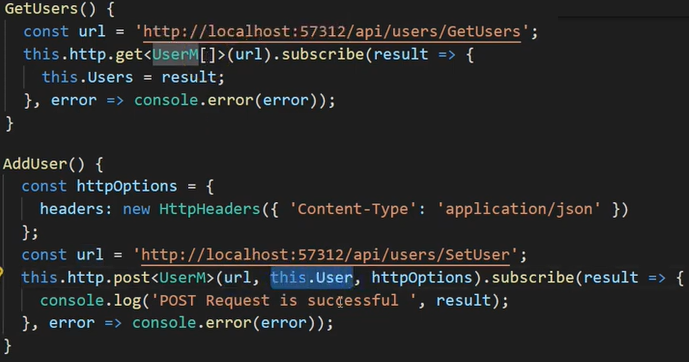 GetUsers() {
const url = 'http://localhost:57312/api/users/GetUsers';
this.http.get<UserM[]>(url).subscribe(result => {
this.Users = result;
}, error => console.error(error));
}
AddUser() {
const httpOptions = {
headers: new HttpHeaders({ 'Content-Type': 'application/json' })
};
const url = 'http://localhost:57312/api/users/SetUser';
this.http.post<UserM>(url, this.User, httpOptions).subscribe(result => {
console.log('POST Request is successful ', result);
}, error => console.error(error));
}